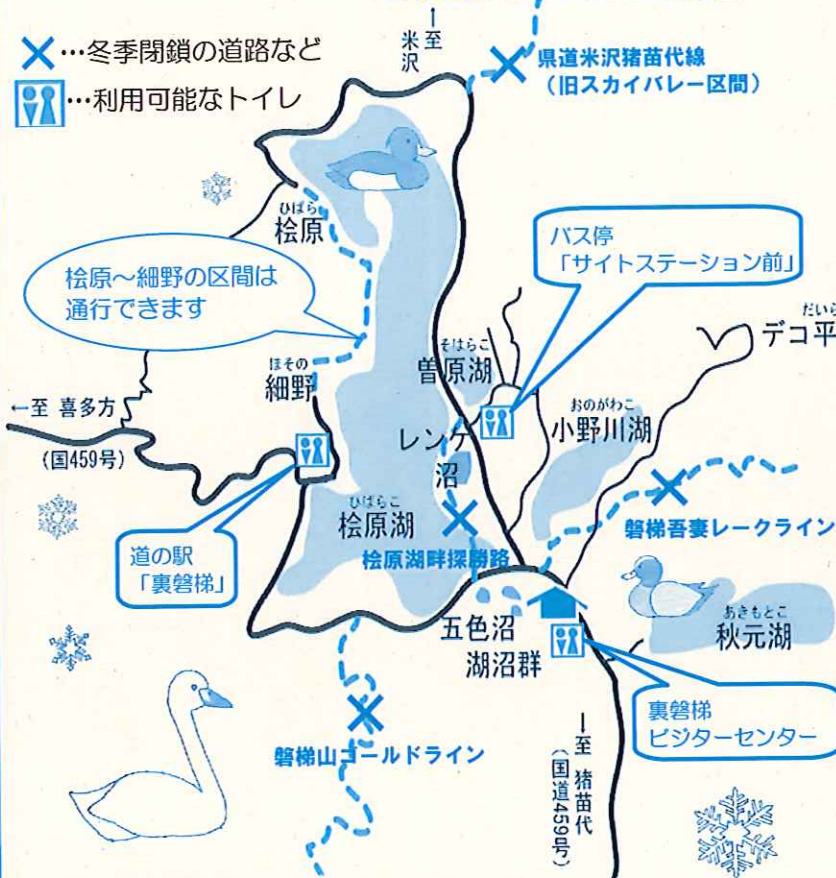 ×…冬季閉鎖の道路など
…利用可能なトイレ
←至
米沢
県道米沢猪苗代線
(旧スカイバレー区間)
ひばら
桧原
バス停
「サイトステーション前」
桧原〜細野の区間は
通行できます
だいら
デコ平
そはらこ
曽原湖
ほその
細野
←至 喜多方
(国459号)
おのがわこ
小野川湖
レンゲ
沼
ひばらこ
桧原湖
磐梯吾妻レークライン
道の駅
「裏磐梯」
桧原湖畔探勝路
あきもとこ
秋元湖
五色沼
湖沼群
裏磐梯
ビジターセンター
磐梯山ゴールドライン
←至 猪苗代
(国道459号)